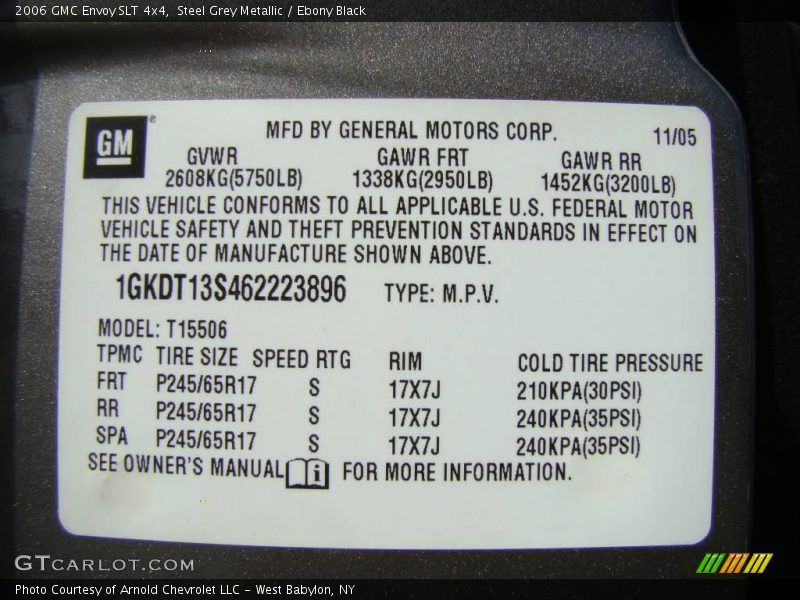 2006 GMC Envoy SLT 4x4, Steel Grey Metallic / Ebony Black
GM
MFD BY GENERAL MOTORS CORP. 11/05
GVWR GAWR FRT GAWR RR
2608KG(5750LB) 1338KG(2950LB) 1452KG(3200LB)
THIS VEHICLE CONFORMS TO ALL APPLICABLE U.S. FEDERAL MOTOR
VEHICLE SAFETY AND THEFT PREVENTION STANDARDS IN EFFECT ON
THE DATE OF MANUFACTURE SHOWN ABOVE.
1GKDT13S462223896 TYPE: M.P.V.
MODEL: T15506
TPMC TIRE SIZE SPEED RTG RIM COLD TIRE PRESSURE
FRT P245/65R17 S 17X7J 210KPA(30PSI)
RR P245/65R17 S 17X7J 240KPA(35PSI)
SPA P245/65R17 S 17X7J 240KPA(35PSI)
SEE OWNER'S MANUAL i FOR MORE INFORMATION.
GTCARLOT.COM
Photo Courtesy of Arnold Chevrolet LLC - West Babylon, NY